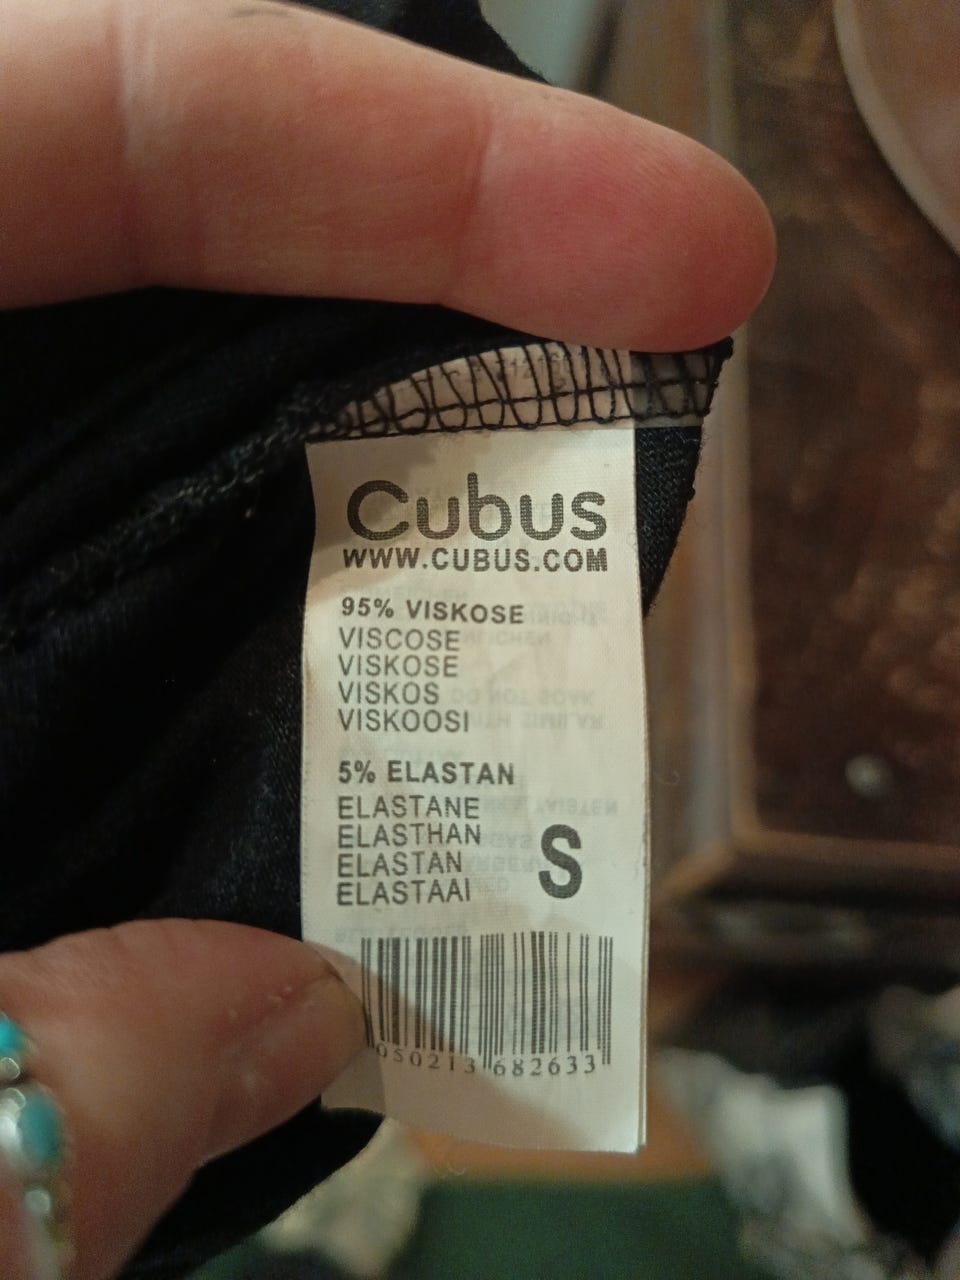 Cubus
WWW.CUBUS.COM
95% VISKOSE
VISCOSE
VISKOSE
VISKOS
VISKOOSI
5% ELASTAN
ELASTANE
ELASTHAN
ELASTAN
ELASTAAI
S
050213 682633